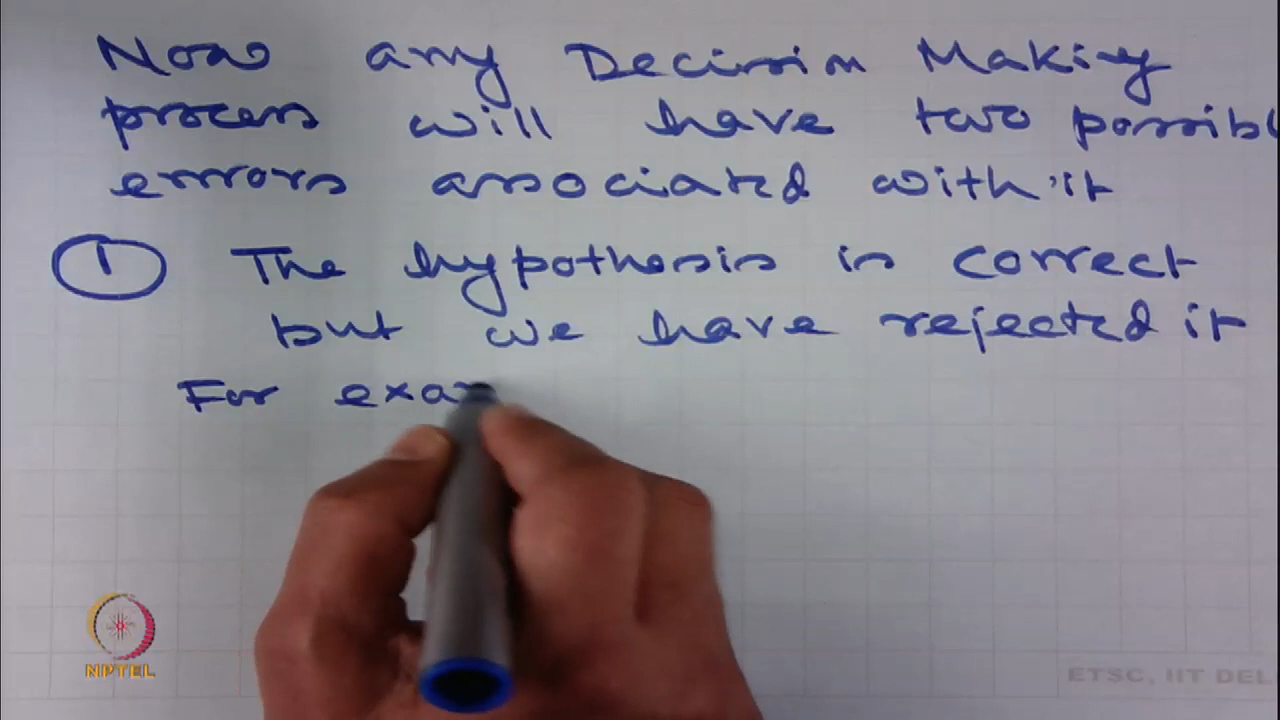 Now any Decision Making
process will have two possibl
errors associated with it
1 The hypothesis is correct
but we have rejected it
For exam
NPTEL
ETSC, IIT DEL